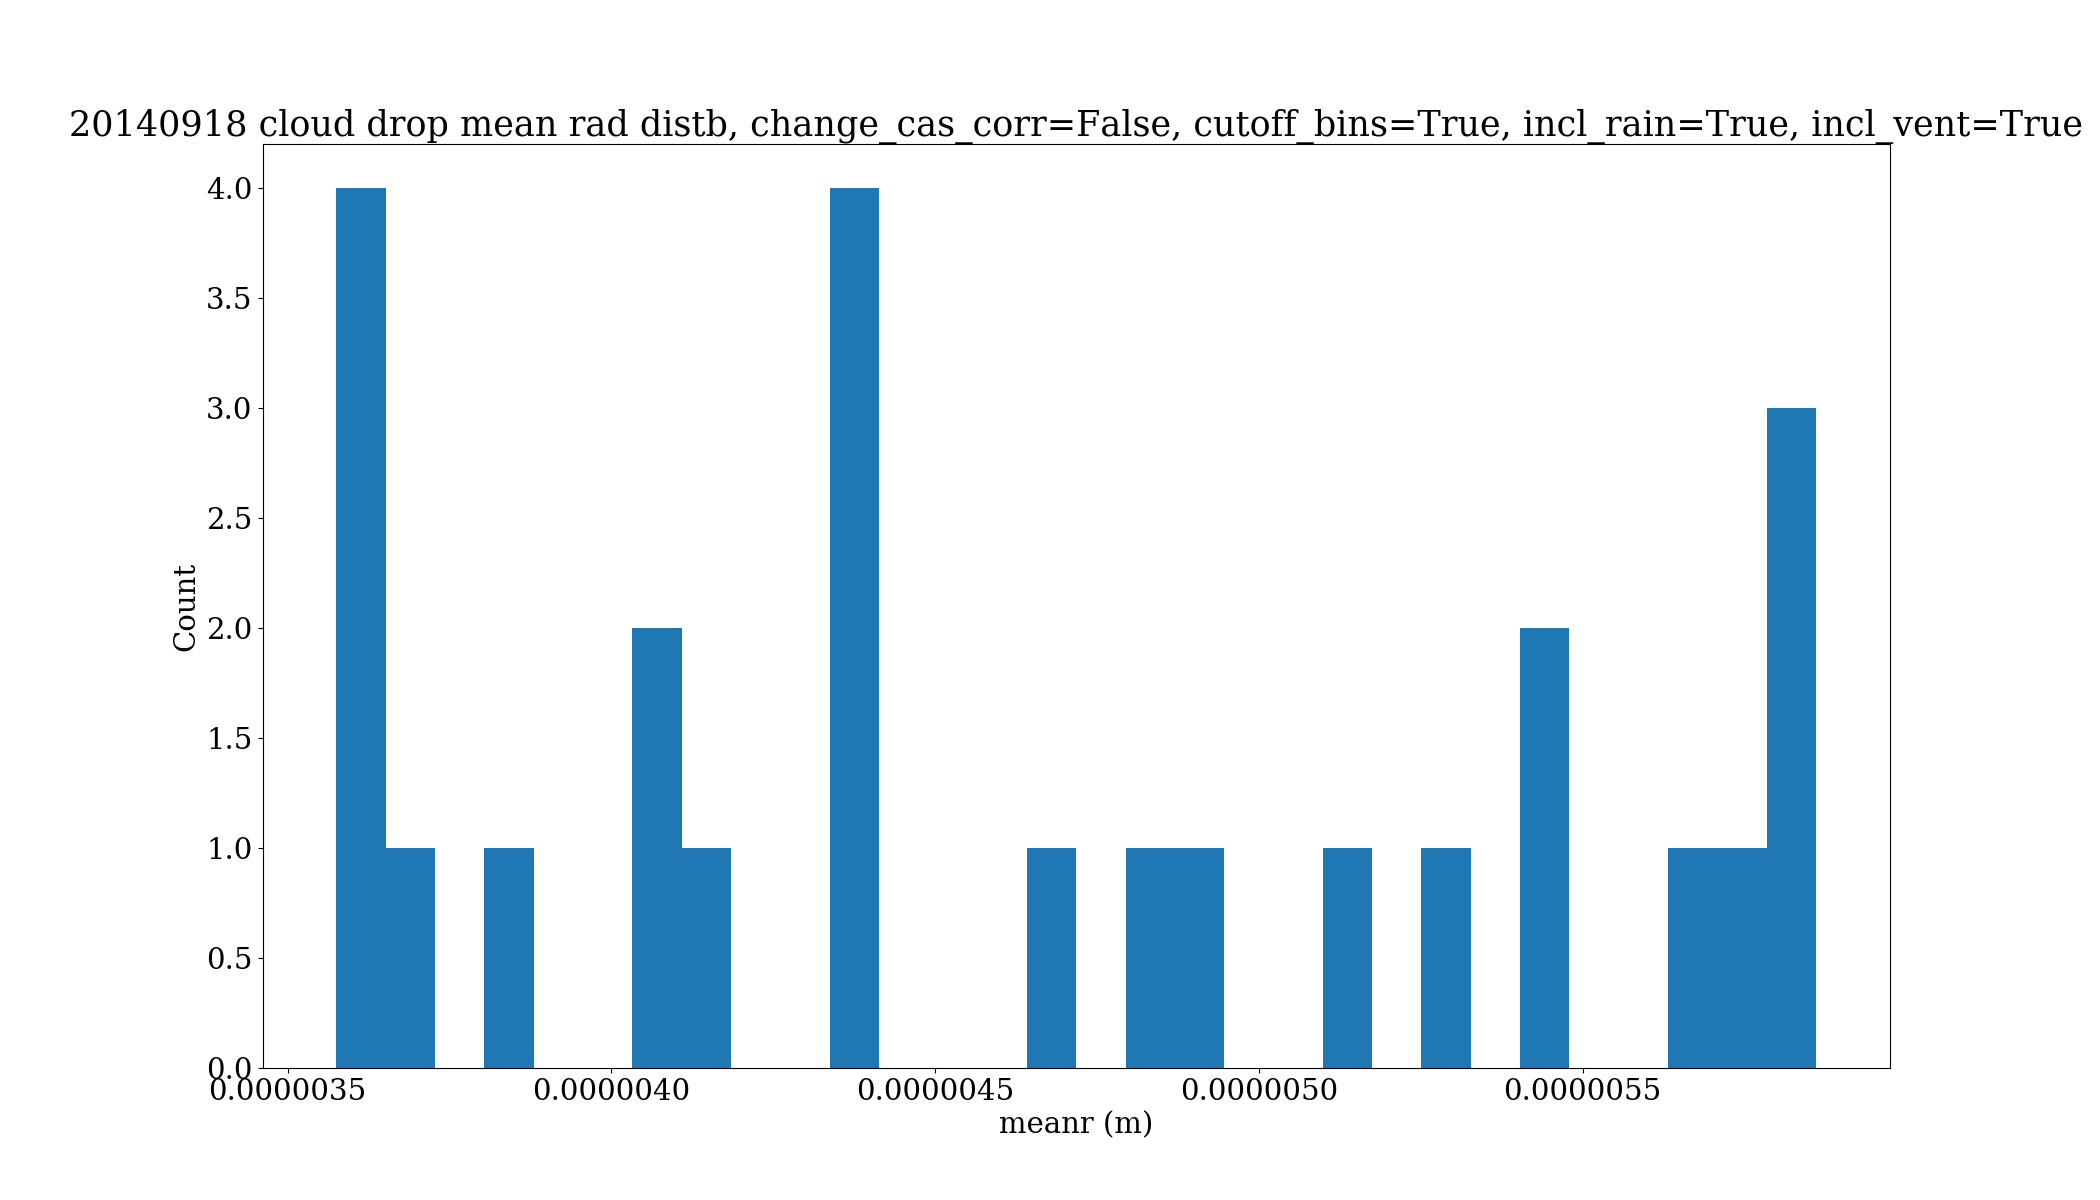 20140918 cloud drop mean rad distb, change_cas_corr=False, cutoff_bins=True, incl_rain=True, incl_vent=True
4.0
3.5
3.0
2.5
2.0
1.5
1.0
0.5
0.0
Count
0.0000035 0.0000040 0.0000045 0.0000050 0.0000055
meanr (m)